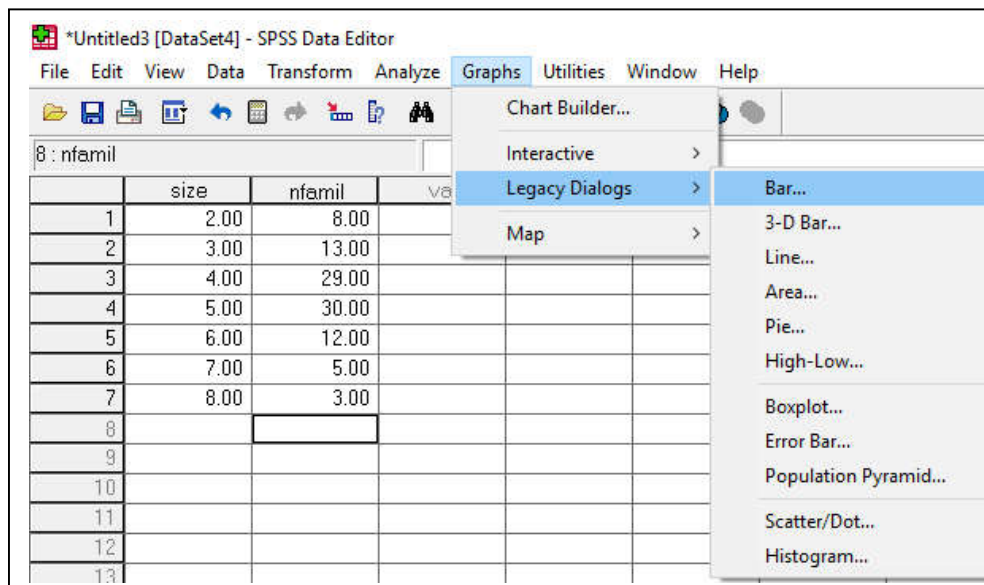 *Untitled3 [DataSet4] - SPSS Data Editor
File Edit View Data Transform Analyze Graphs Utilities Window Help
Chart Builder...
8 : nfamil
Interactive >
Legacy Dialogs >
Map >
Bar...
3-D Bar...
Line...
Area...
Pie...
High-Low...
Boxplot...
Error Bar...
Population Pyramid...
Scatter/Dot...
Histogram...
size nfamil va
1 2.00 8.00
2 3.00 13.00
3 4.00 29.00
4 5.00 30.00
5 6.00 12.00
6 7.00 5.00
7 8.00 3.00
8
9
10
11
12
13